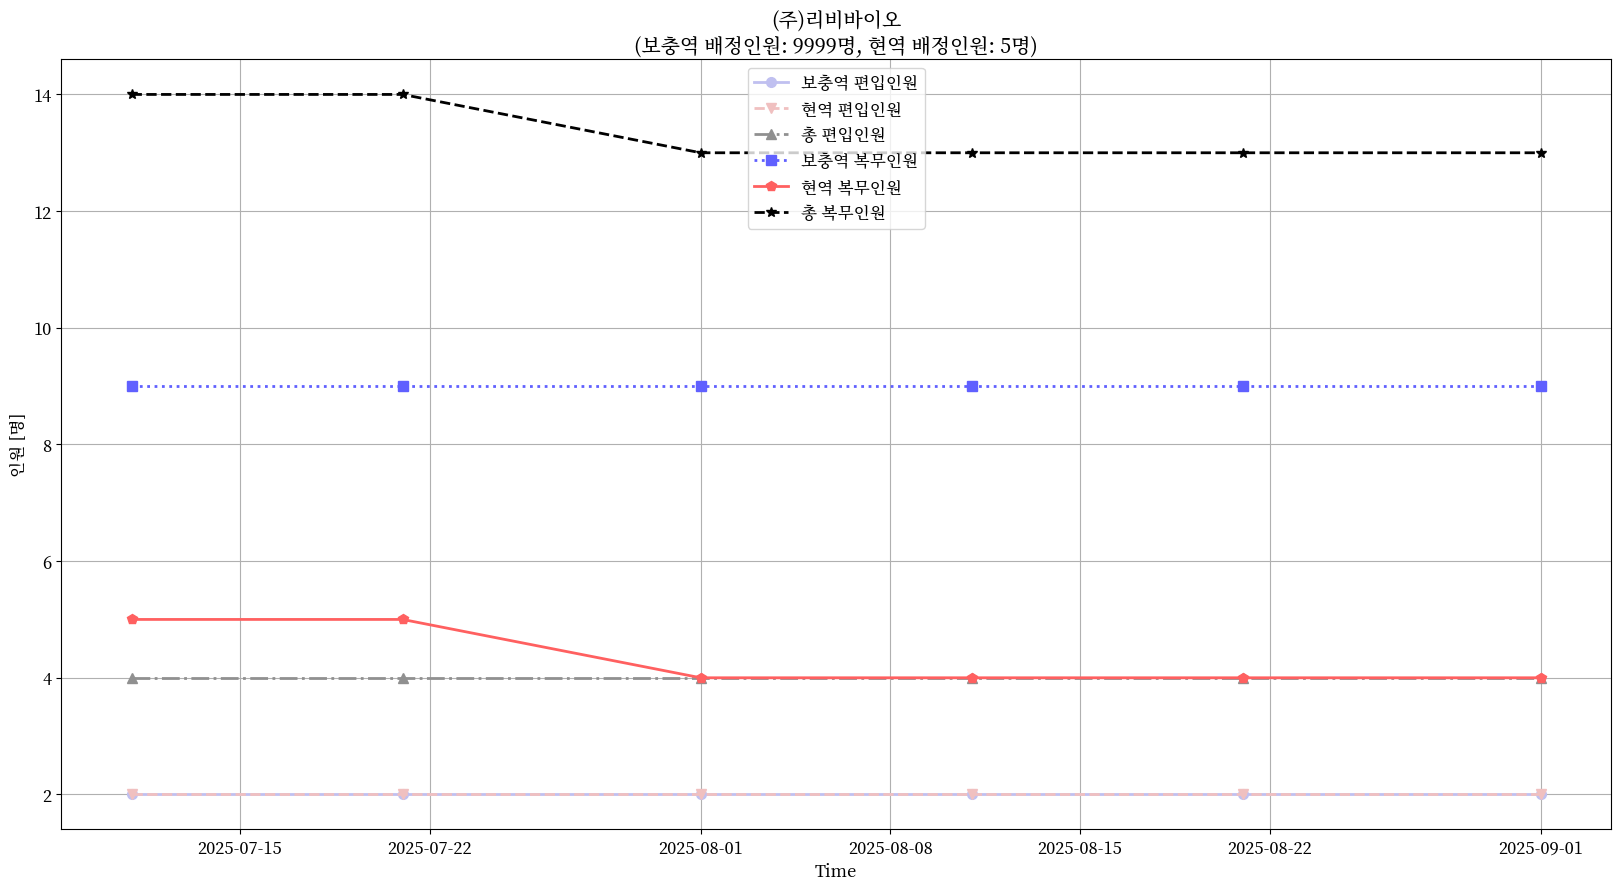 (주)리비바이오
(보충역 배정인원: 9999명, 현역 배정인원: 5명)
보충역 편입인원
현역 편입인원
총 편입인원
보충역 복무인원
현역 복무인원
총 복무인원
인원 [명]
14
12
10
8
6
4
2
2025-07-15
2025-07-22
2025-08-01
2025-08-08
2025-08-15
2025-08-22
2025-09-01
Time